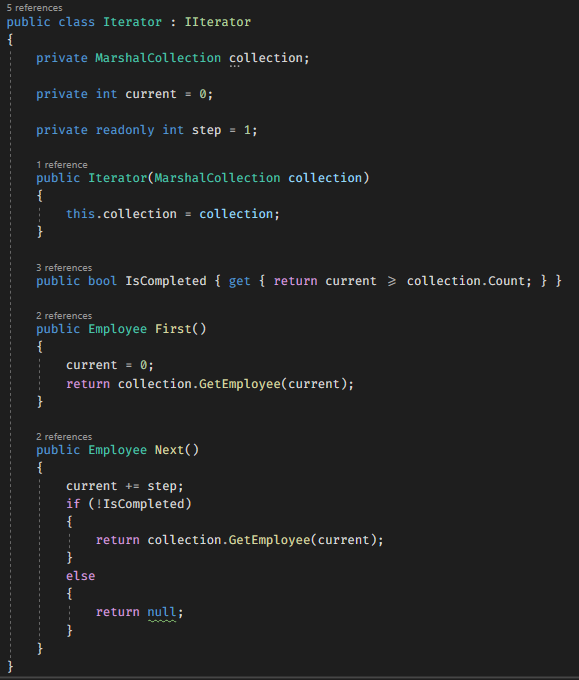 5 references
public class Iterator : IIterator
{
    private MarshalCollection collection;

    private int current = 0;

    private readonly int step = 1;

    1 reference
    public Iterator(MarshalCollection collection)
    {
        this.collection = collection;
    }

    3 references
    public bool IsCompleted { get { return current ⩾ collection.Count; } }

    2 references
    public Employee First()
    {
        current = 0;
        return collection.GetEmployee(current);
    }

    2 references
    public Employee Next()
    {
        current += step;
        if (!IsCompleted)
        {
            return collection.GetEmployee(current);
        }
        else
        {
            return null;
        }
    }
}